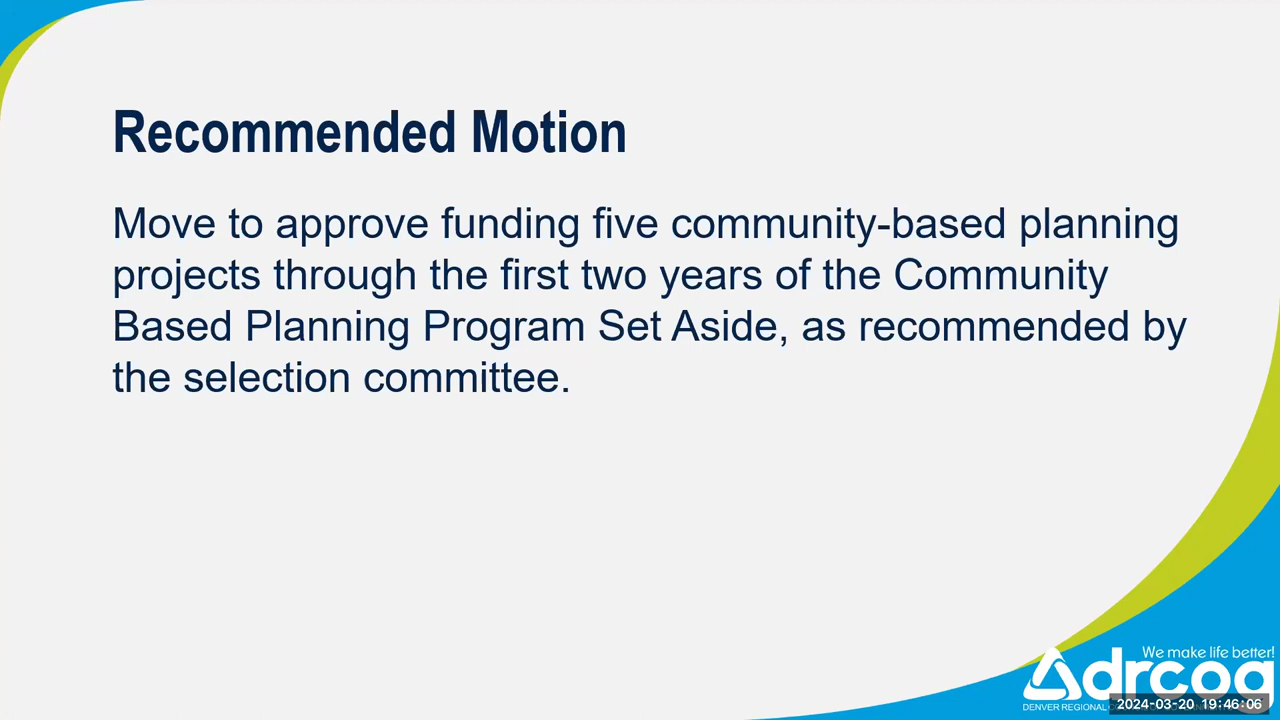 Recommended Motion
Move to approve funding five community-based planning
projects through the first two years of the Community
Based Planning Program Set Aside, as recommended by
the selection committee.
We make life better!
drcog
DENVER REGIONAL
2024-03-20 19:46:06